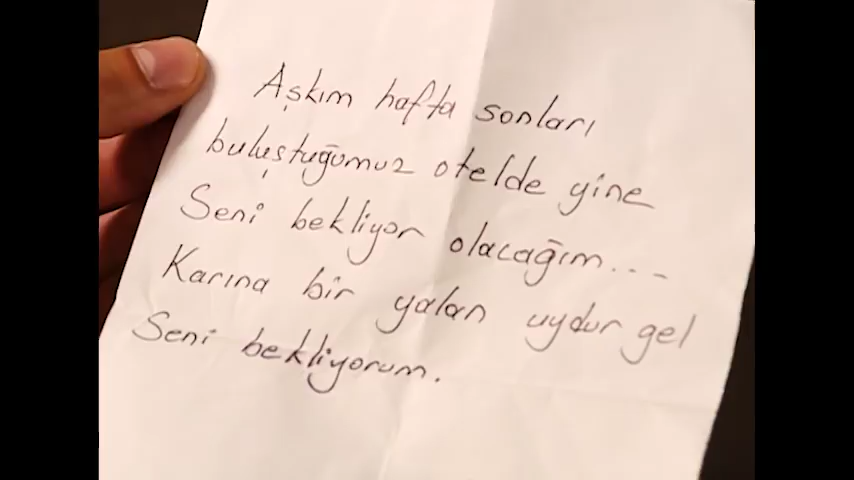 Aşkım hafta sonları
buluştuğumuz otelde yine
Seni bekliyor olacağım...
Karına bir yalan uydur gel
Seni bekliyorum.